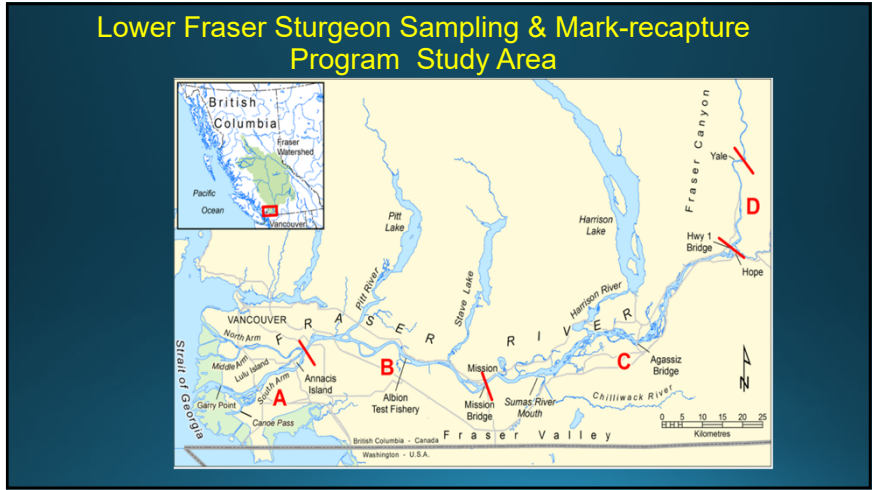 Lower Fraser Sturgeon Sampling & Mark-recapture
Program Study Area
British
Columbia
Fraser
Watershed
Pacific
Ocean
Vancouver
Fraser Canyon
Yale
D
Hwy 1
Bridge
Hope
Pitt
Lake
Harrison
Lake
Pitt River
Stave Lake
Harrison River
VANCOUVER
FRASER RIVER
North Arm
Middle Arm
Lulu Island
South Arm
Strait of Georgia
A
Annacis
Island
Garry Point
Canoe Pass
B
Albion
Test Fishery
Mission
Mission
Bridge
Sumas River
Mouth
C
Agassiz
Bridge
Chilliwack River
N
0 5 10 15 20 25
Kilometres
British Columbia - Canada
Fraser Valley
Washington - U.S.A.